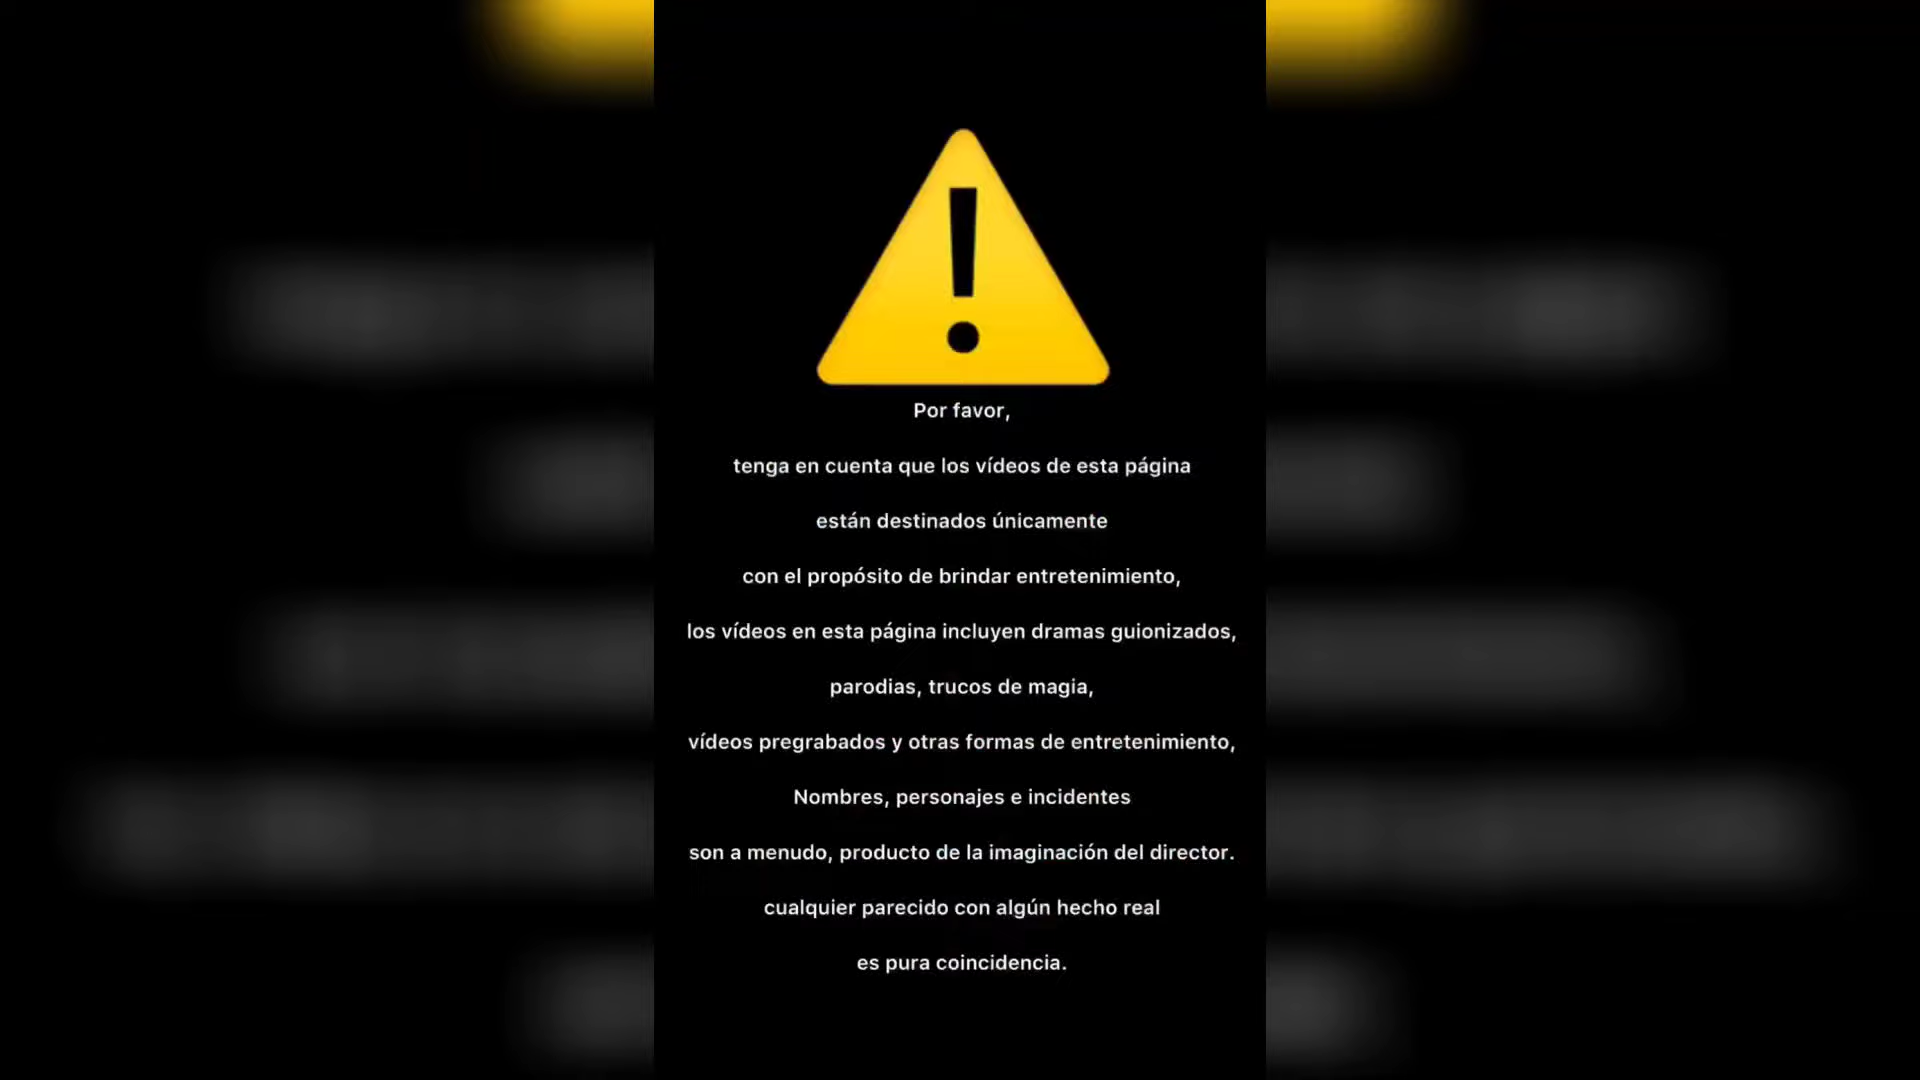 Por favor,
tenga en cuenta que los vídeos de esta página
están destinados únicamente
con el propósito de brindar entretenimiento,
los vídeos en esta página incluyen dramas guionizados,
parodias, trucos de magia,
vídeos pregrabados y otras formas de entretenimiento,
Nombres, personajes e incidentes
son a menudo, producto de la imaginación del director.
cualquier parecido con algún hecho real
es pura coincidencia.